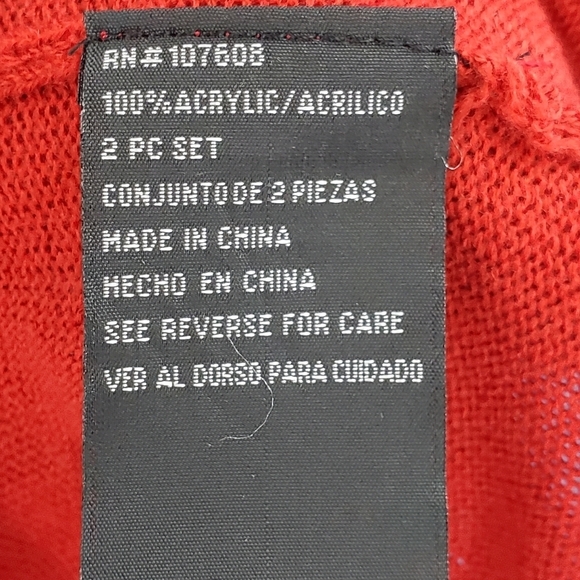 RN#107608
100%ACRYLIC/ACRILICO
2 PC SET
CONJUNTO DE 2 PIEZAS
MADE IN CHINA
HECHO EN CHINA
SEE REVERSE FOR CARE
VER AL DORSO PARA CUIDADO